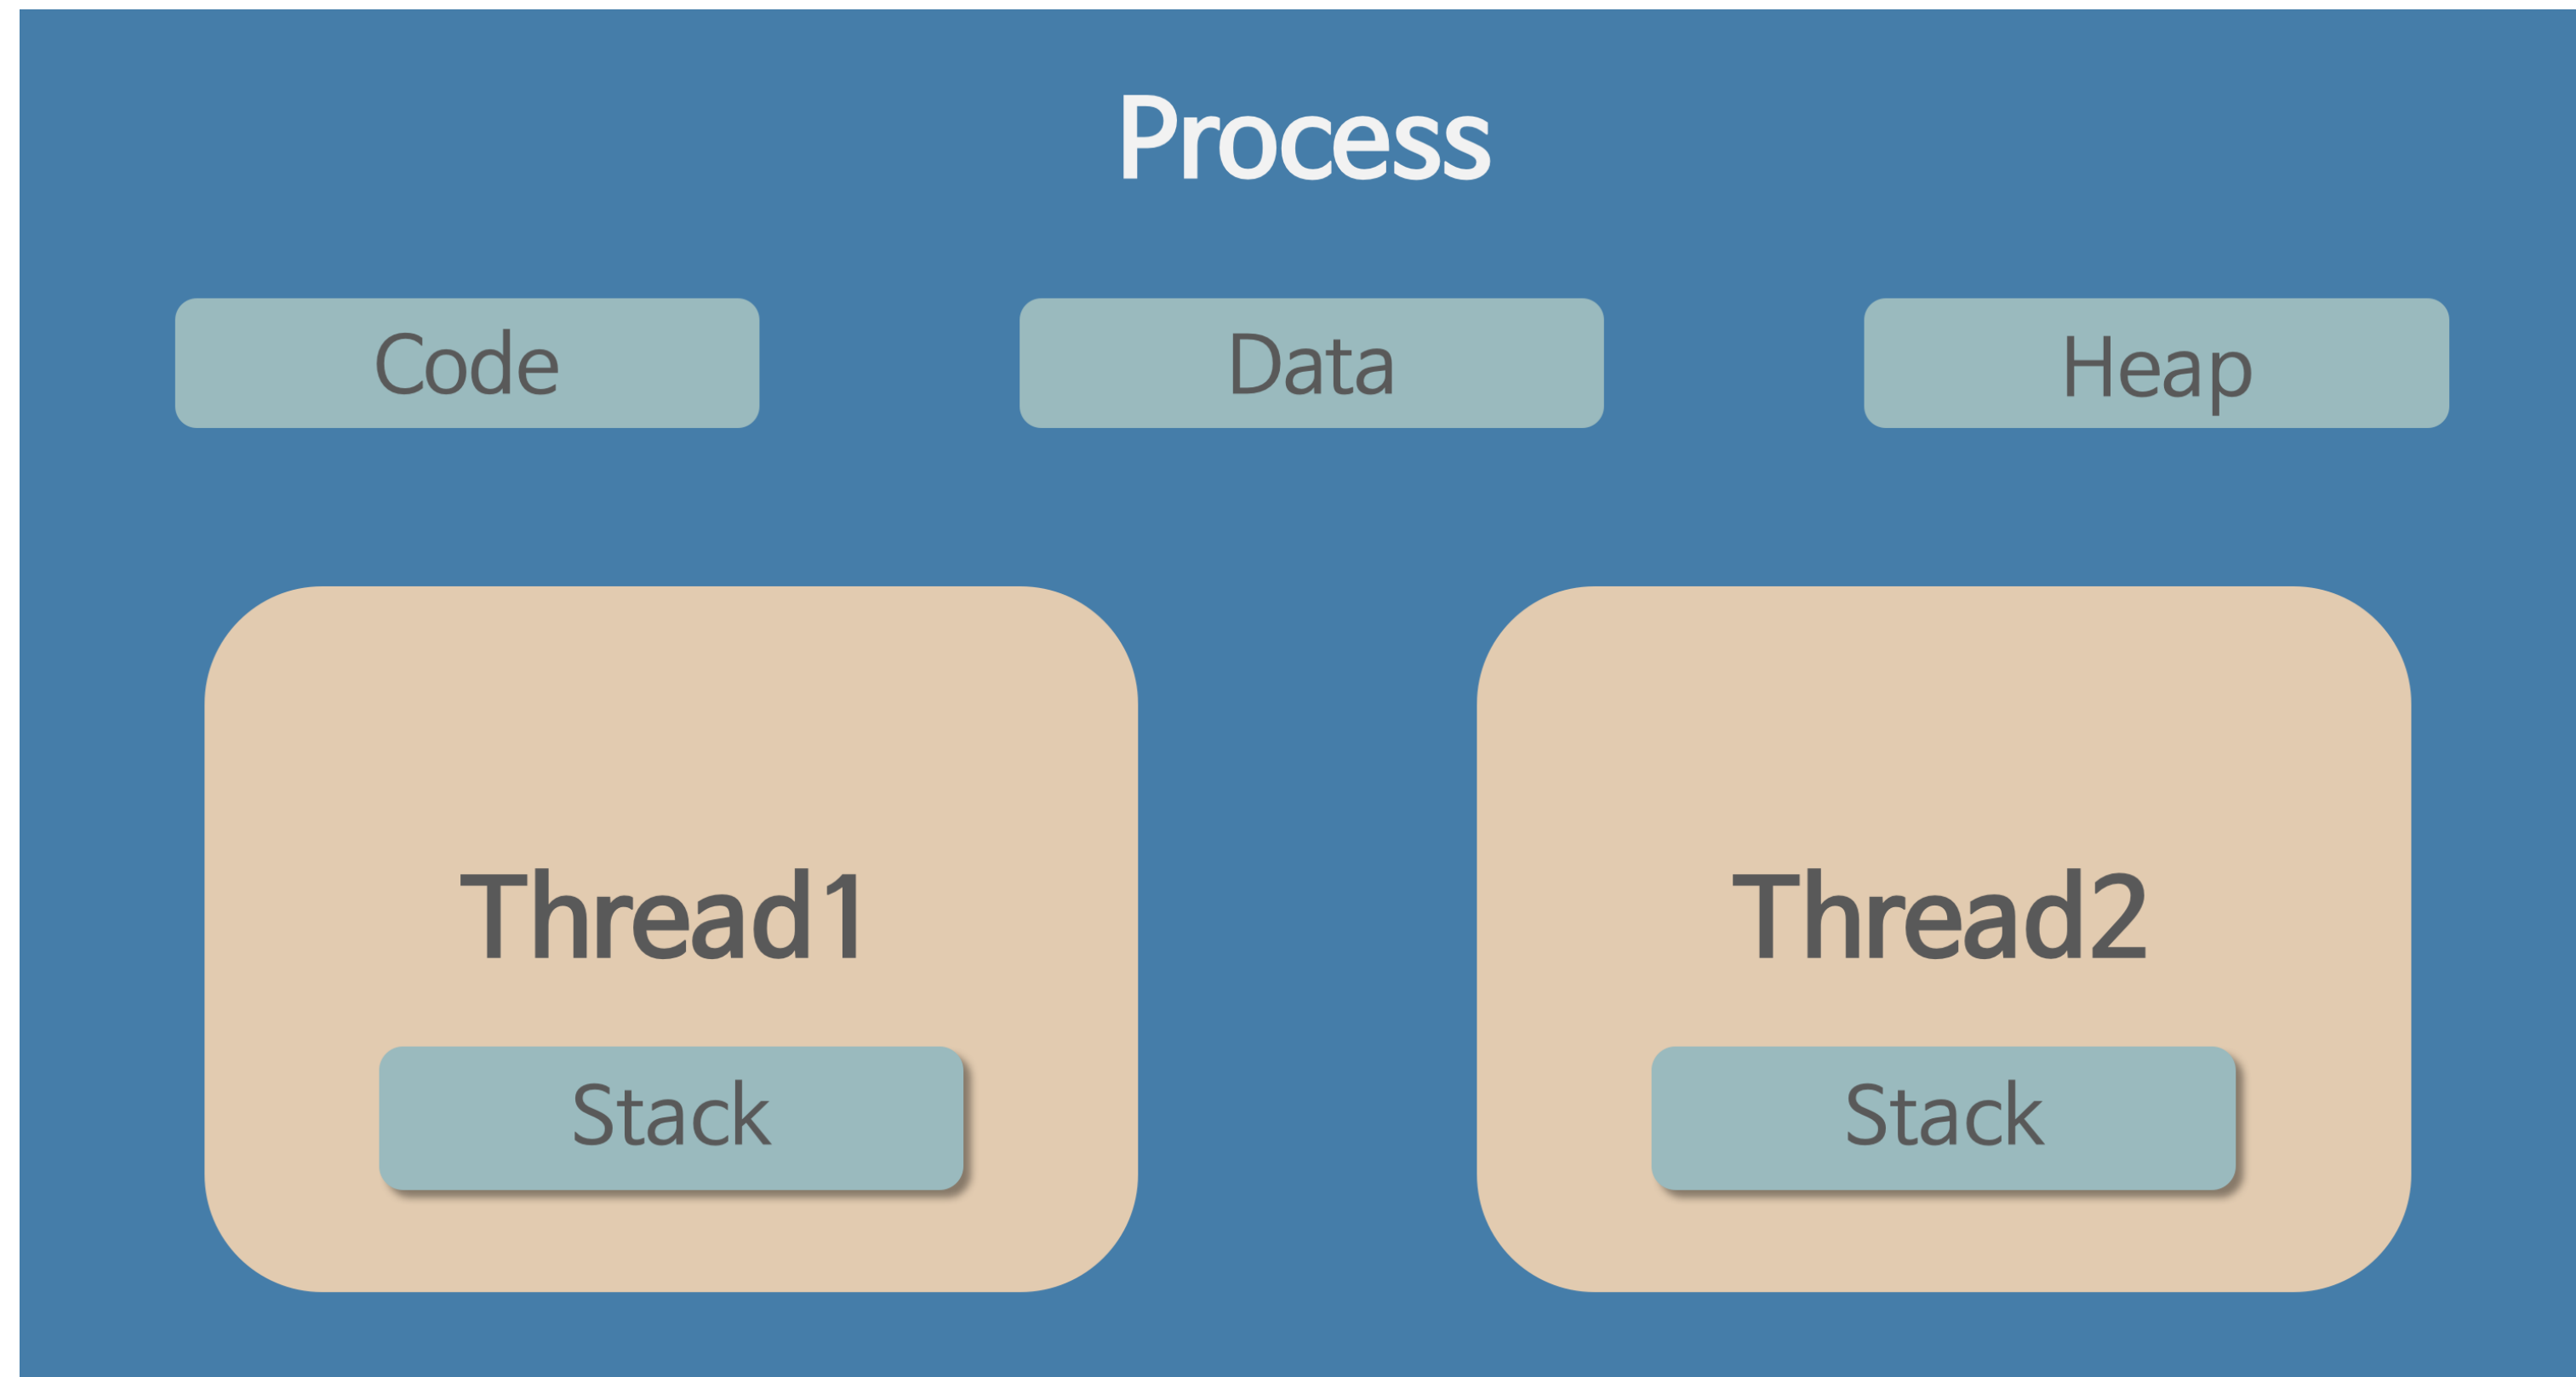 Process
Code
Data
Heap
Thread1
Thread2
Stack
Stack